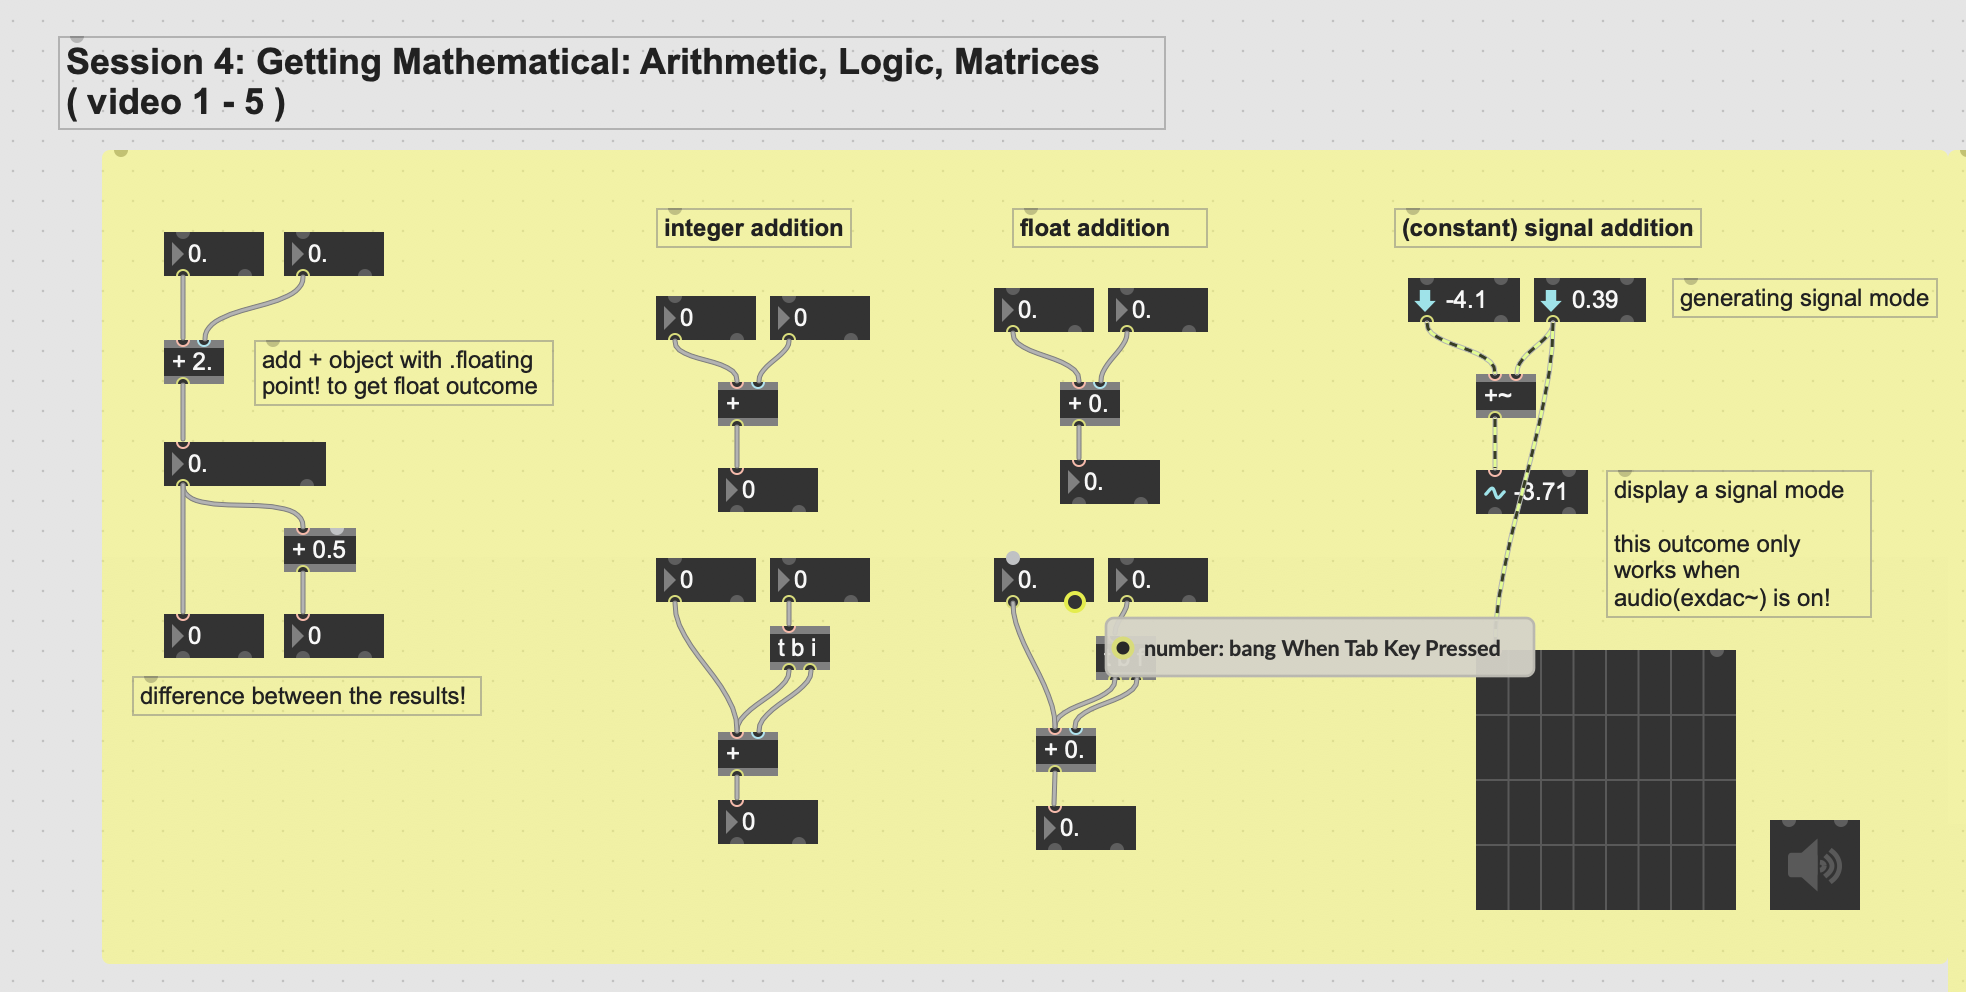 Session 4: Getting Mathematical: Arithmetic, Logic, Matrices
( video 1 - 5 )
0.
0.
+ 2.
add + object with .floating
point! to get float outcome
0.
+ 0.5
0
0
difference between the results!
integer addition
0
0
+
0
0
0
t b i
+
0
float addition
0.
0.
+ 0.
0.
0.
0.
number: bang When Tab Key Pressed
+ 0.
0.
(constant) signal addition
-4.1
0.39
generating signal mode
+~
-3.71
display a signal mode
this outcome only
works when
audio(exdac~) is on!